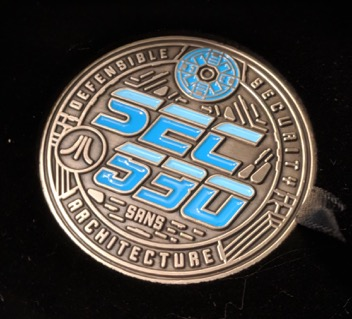 DEFENSIBLE
SECURITY
SEC
530
SANS
ARCHITECTURE